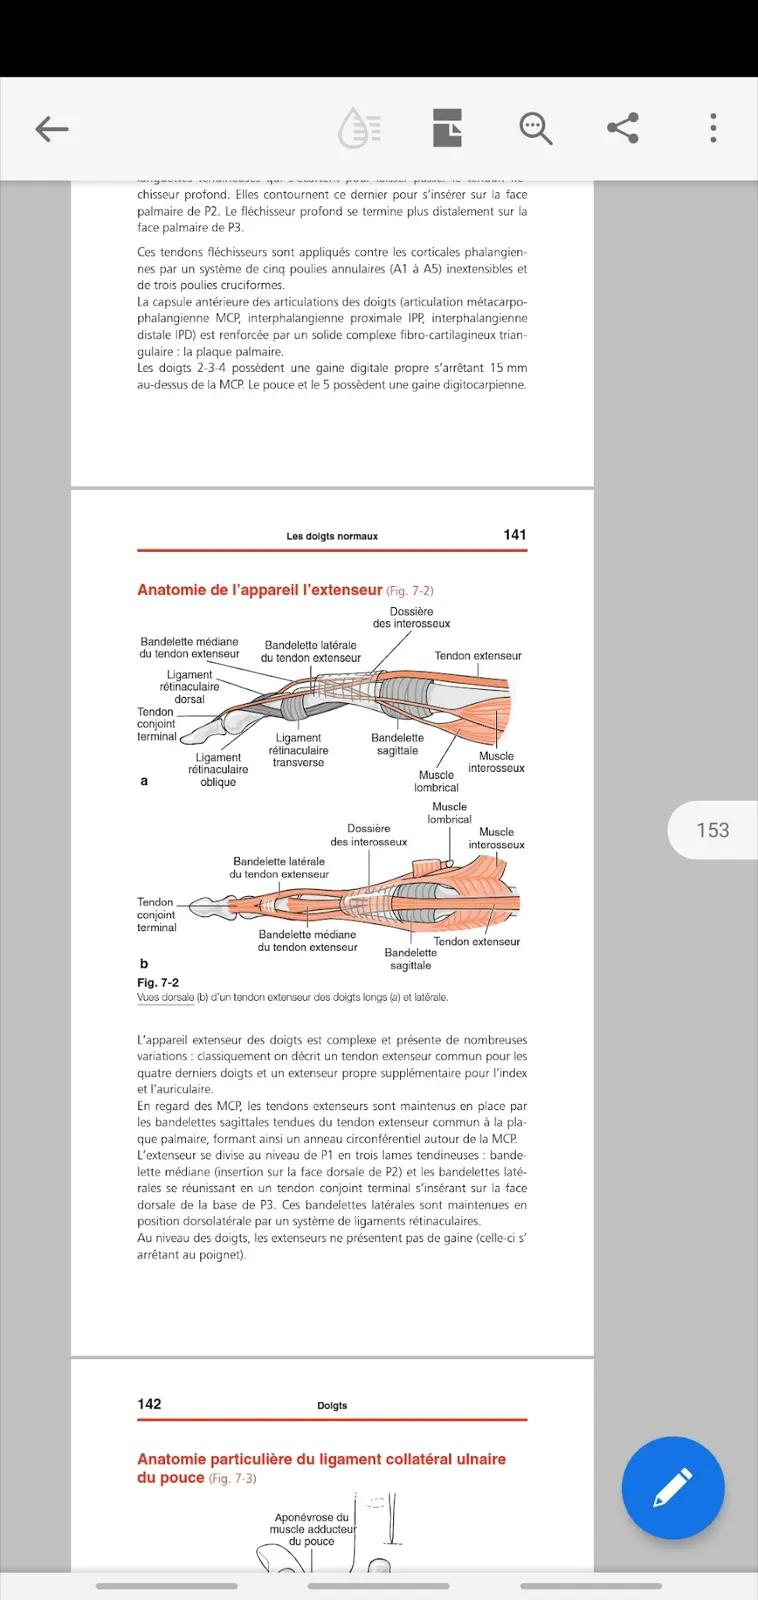 chisseur profond. Elles contournent ce dernier pour s'insérer sur la face
palmaire de P2. Le fléchisseur profond se termine plus distalement sur la
face palmaire de P3.
Ces tendons fléchisseurs sont appliqués contre les corticales phalangien-
nes par un système de cinq poulies annulaires (A1 à A5) inextensibles et
de trois poulies cruciformes.
La capsule antérieure des articulations des doigts (articulation métacarpo-
phalangienne MCP, interphalangienne proximale IPP, interphalangienne
distale IPD) est renforcée par un solide complexe fibro-cartilagineux trian-
gulaire : la plaque palmaire.
Les doigts 2-3-4 possèdent une gaine digitale propre s'arrêtant 15 mm
au-dessus de la MCP. Le pouce et le 5 possèdent une gaine digitocarpienne.
Les doigts normaux
141
Anatomie de l'appareil l'extenseur (Fig. 7-2)
Dossière
des interosseux
Bandelette médiane
du tendon extenseur
Bandelette latérale
du tendon extenseur
Tendon extenseur
Ligament
rétinaculaire
dorsal
Tendon
conjoint
terminal
Ligament
rétinaculaire
oblique
Ligament
rétinaculaire
transverse
Bandelette
sagittale
Muscle
interosseux
Muscle
lombrical
a
Muscle
lombrical
Dossière
des interosseux
Muscle
interosseux
Bandelette latérale
du tendon extenseur
Tendon
conjoint
terminal
Bandelette médiane
du tendon extenseur
Tendon extenseur
Bandelette
sagittale
b
Fig. 7-2
Vues dorsale (b) d'un tendon extenseur des doigts longs (a) et latérale.
153
L'appareil extenseur des doigts est complexe et présente de nombreuses
variations : classiquement on décrit un tendon extenseur commun pour les
quatre derniers doigts et un extenseur propre supplémentaire pour l'index
et l'auriculaire.
En regard des MCP, les tendons extenseurs sont maintenus en place par
les bandelettes sagittales tendues du tendon extenseur commun à la pla-
que palmaire, formant ainsi un anneau circonférentiel autour de la MCP.
L'extenseur se divise au niveau de P1 en trois lames tendineuses : bande-
lette médiane (insertion sur la face dorsale de P2) et les bandelettes laté-
rales se réunissant en un tendon conjoint terminal s'insérant sur la face
dorsale de la base de P3. Ces bandelettes latérales sont maintenues en
position dorsolatérale par un système de ligaments rétinaculaires.
Au niveau des doigts, les extenseurs ne présentent pas de gaine (celle-ci s'
arrêtant au poignet).
142
Doigts
Anatomie particulière du ligament collatéral ulnaire
du pouce (Fig. 7-3)
Aponévrose du
muscle adducteur
du pouce